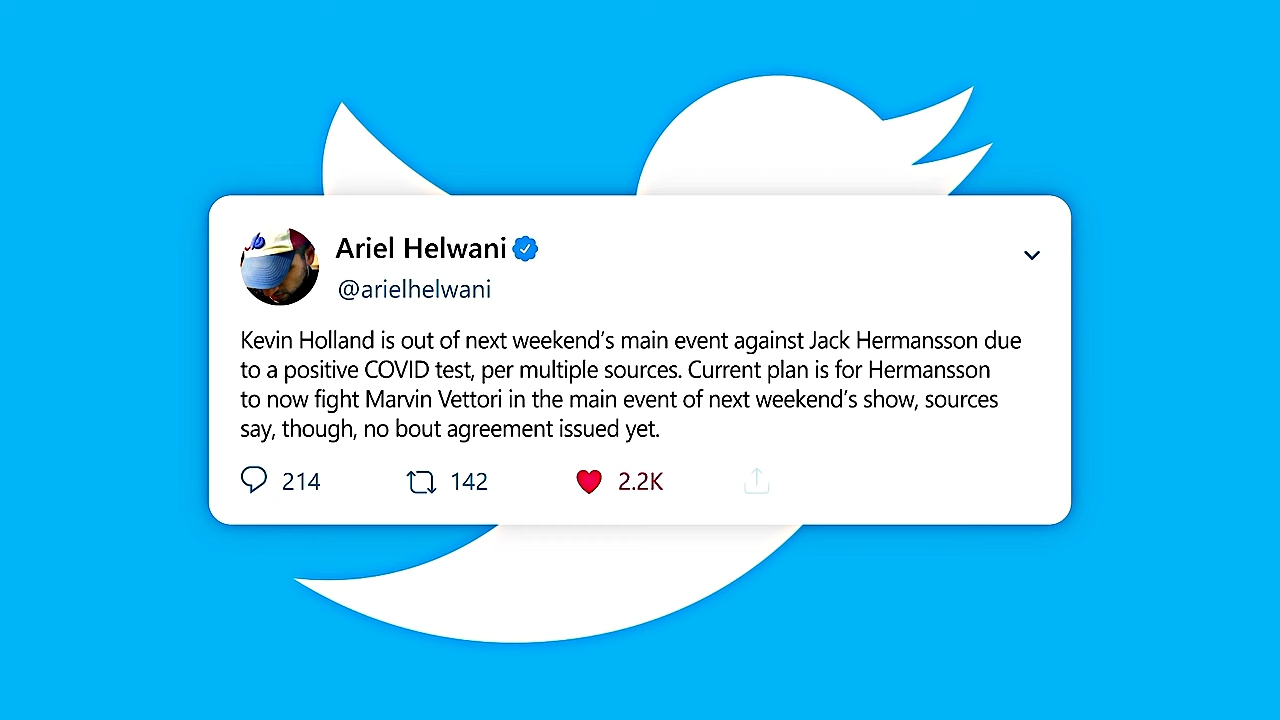 Ariel Helwani
@arielhelwani
Kevin Holland is out of next weekend's main event against Jack Hermansson due
to a positive COVID test, per multiple sources. Current plan is for Hermansson
to now fight Marvin Vettori in the main event of next weekend's show, sources
say, though, no bout agreement issued yet.
214 142 2.2K